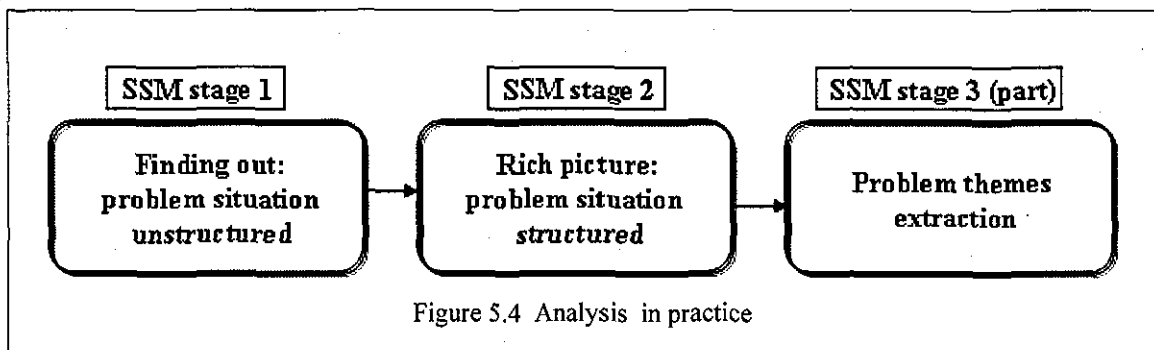 SSM stage 1
Finding out:
problem situation
unstructured
SSM stage 2
Rich picture:
problem situation
structured
SSM stage 3 (part)
Problem themes
extraction
Figure 5.4 Analysis in practice